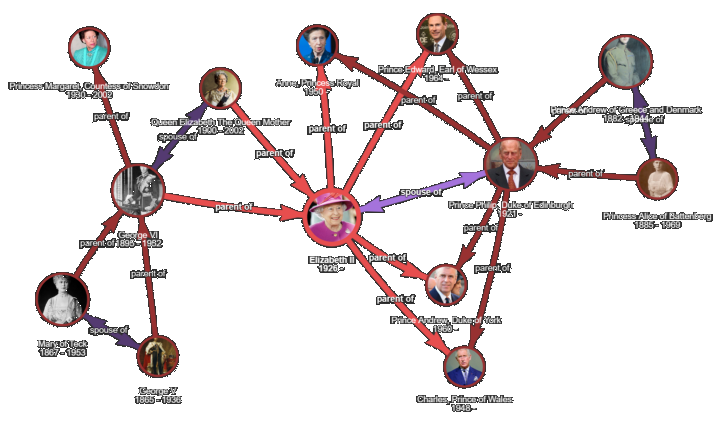 Princess Margaret, Countess of Snowdon
1930 - 2002
Queen Elizabeth The Queen Mother
1900 - 2002
Anne, Princess Royal
1950 -
Prince Edward, Earl of Wessex
1964 -
Prince Andrew of Greece and Denmark
1882 - 1944
Prince Philip, Duke of Edinburgh
1921 -
Princess Alice of Battenberg
1885 - 1969
George VI
1895 - 1952
Elizabeth II
1926 -
Mary of Teck
1867 - 1953
George V
1865 - 1936
Prince Andrew, Duke of York
1960 -
Charles, Prince of Wales
1948 -
parent of
spouse of
parent of
parent of
parent of
parent of
parent of
spouse of
parent of
parent of
spouse of
parent of
parent of
spouse of
parent of
parent of
parent of
parent of